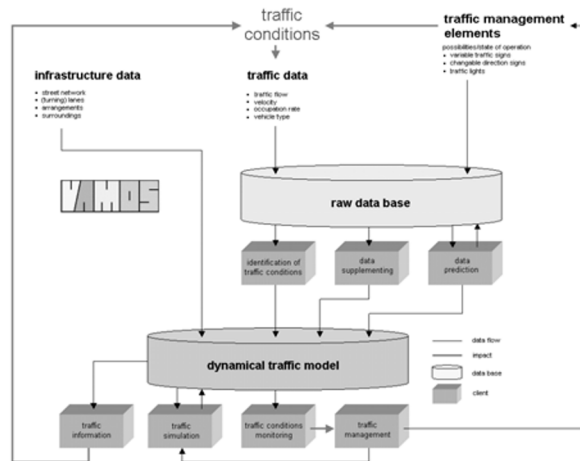 traffic
conditions
traffic management
elements
possibilities/state of operation
variable traffic signs
changable direction signs
traffic lights
infrastructure data
street network
(turning) lanes
arrangements
surroundings
traffic data
traffic flow
velocity
occupation rate
vehicle type
VAMOS
raw data base
identification of
traffic conditions
data
supplementing
data
prediction
dynamical traffic model
data flow
impact
data base
client
traffic
information
traffic
simulation
traffic conditions
monitoring
traffic
management